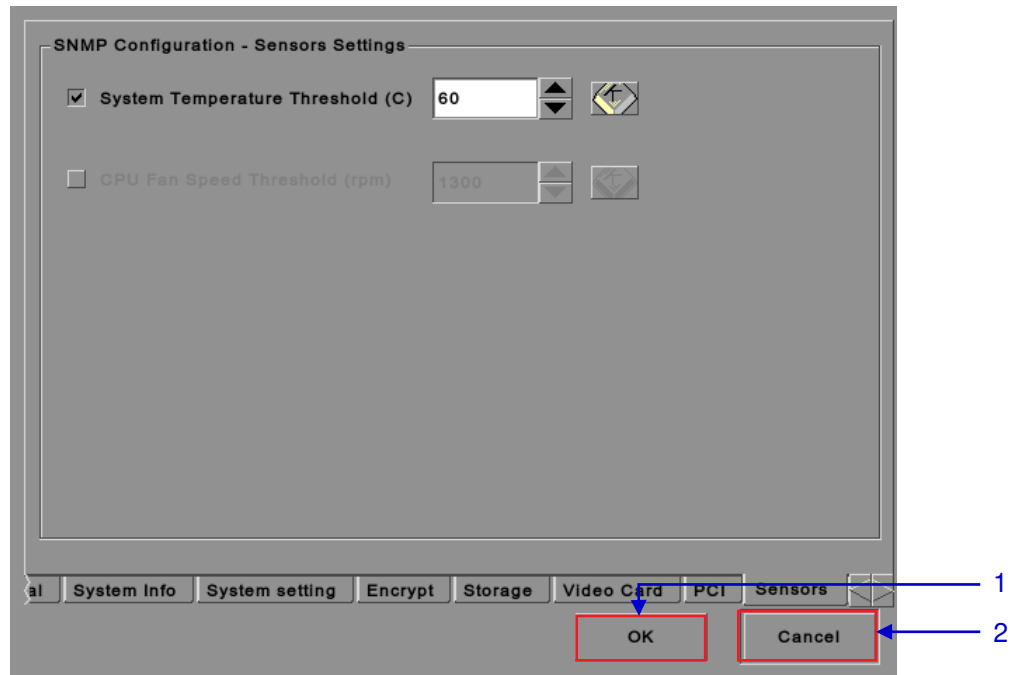 SNMP Configuration - Sensors Settings
System Temperature Threshold (C) 60
CPU Fan Speed Threshold (rpm) 1300
al System Info System setting Encrypt Storage Video Card PCI Sensors 1
OK Cancel 2